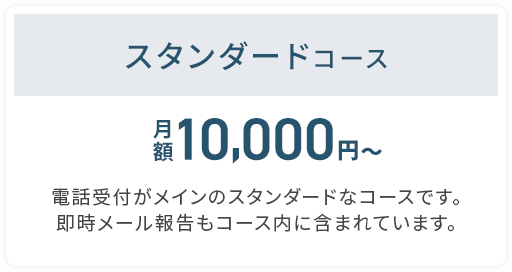 スタンダードコース
月額10,000円～
電話受付がメインのスタンダードなコースです。
即時メール報告もコース内に含まれています。